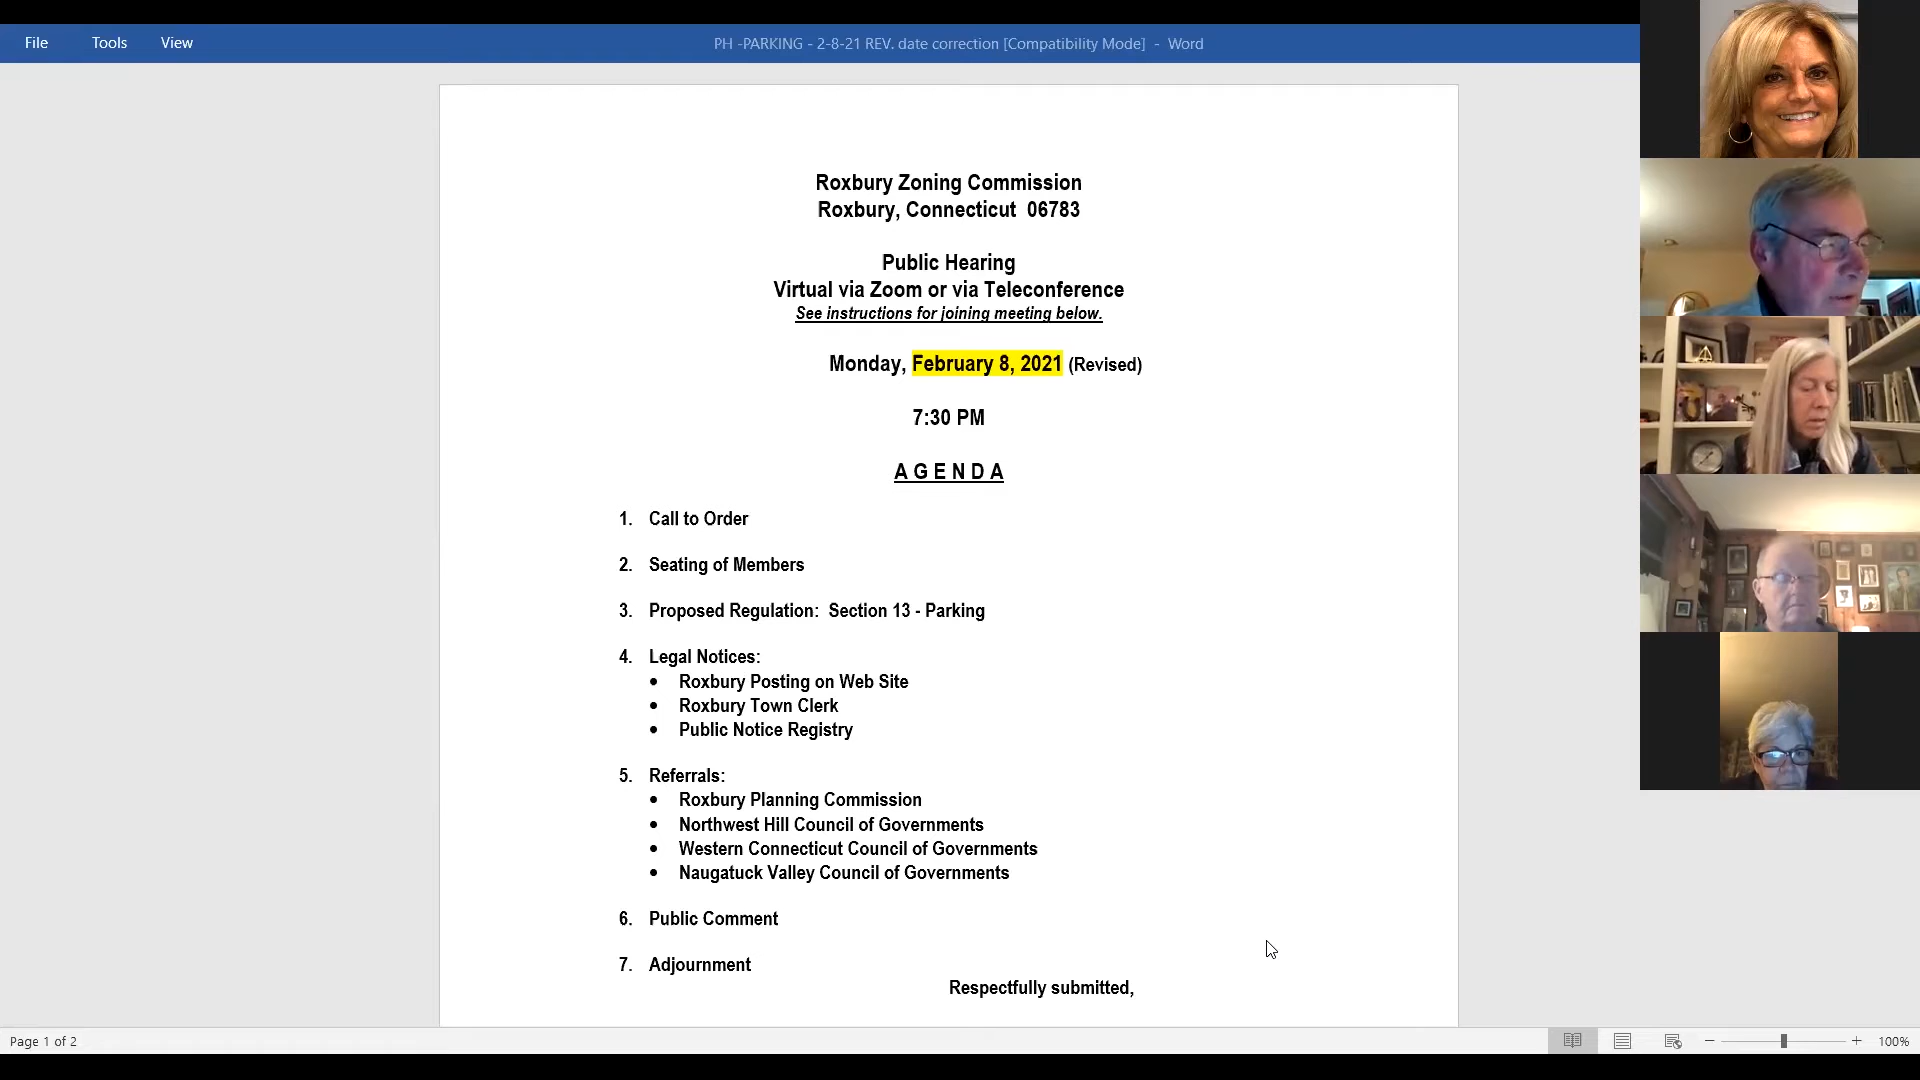 File Tools View
PH -PARKING - 2-8-21 REV. date correction [Compatibility Mode] - Word
Roxbury Zoning Commission
Roxbury, Connecticut 06783
Public Hearing
Virtual via Zoom or via Teleconference
See instructions for joining meeting below.
Monday, February 8, 2021 (Revised)
7:30 PM
A G E N D A
1. Call to Order
2. Seating of Members
3. Proposed Regulation: Section 13 - Parking
4. Legal Notices:
• Roxbury Posting on Web Site
• Roxbury Town Clerk
• Public Notice Registry
5. Referrals:
• Roxbury Planning Commission
• Northwest Hill Council of Governments
• Western Connecticut Council of Governments
• Naugatuck Valley Council of Governments
6. Public Comment
7. Adjournment
Respectfully submitted,
Page 1 of 2
100%